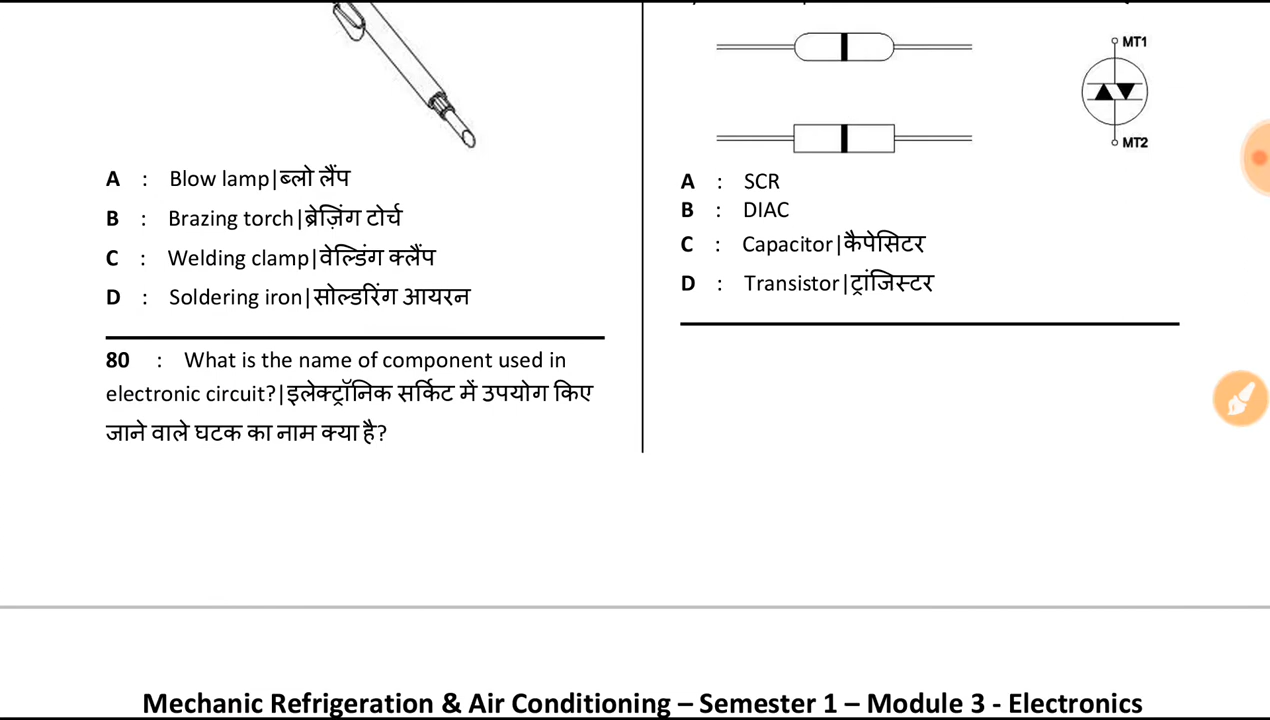 A : Blow lamp|ब्लो लैंप
B : Brazing torch|ब्रेज़िंग टोर्च
C : Welding clamp|वेल्डिंग क्लैंप
D : Soldering iron|सोल्डरिंग आयरन
80 : What is the name of component used in
electronic circuit?|इलेक्ट्रॉनिक सर्किट में उपयोग किए
जाने वाले घटक का नाम क्या है?
MT1
MT2
A : SCR
B : DIAC
C : Capacitor|कैपेसिटर
D : Transistor|ट्रांजिस्टर
Mechanic Refrigeration & Air Conditioning – Semester 1 – Module 3 - Electronics